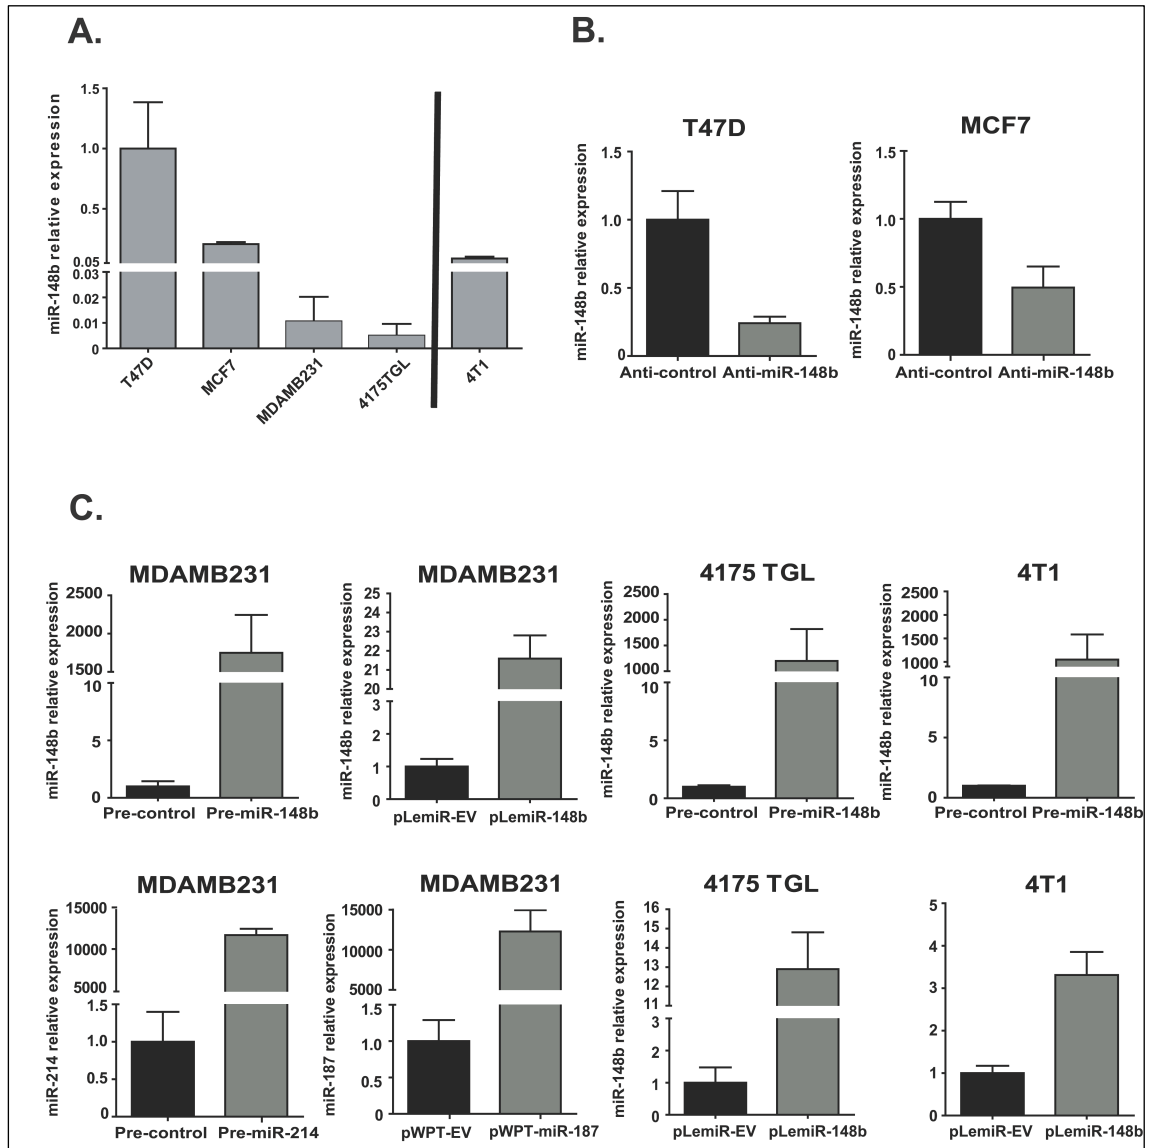 A.
miR-148b relative expression
1.5
1.0
0.5
0.05
0.03
0.02
0.01
0
T47D
MCF7
MDAMB231
4175TGL
4T1
B.
T47D
miR-148b relative expression
1.5
1.0
0.5
0
Anti-control Anti-miR-148b
MCF7
miR-148b relative expression
1.5
1.0
0.5
0
Anti-control Anti-miR-148b
C.
MDAMB231
miR-148b relative expression
2500
2000
1500
10
5
0
Pre-control Pre-miR-148b
MDAMB231
miR-148b relative expression
25
24
23
22
21
20
3
2
1
0
pLemiR-EV pLemiR-148b
4175 TGL
miR-148b relative expression
2500
2000
1500
1000
10
5
0
Pre-control Pre-miR-148b
4T1
miR-148b relative expression
2500
2000
1500
1000
10
5
0
Pre-control Pre-miR-148b
MDAMB231
miR-214 relative expression
15000
10000
5000
1.5
1.0
0.5
0
Pre-control Pre-miR-214
MDAMB231
miR-187 relative expression
15000
10000
5000
1.5
1.0
0.5
0
pWPT-EV pWPT-miR-187
4175 TGL
miR-148b relative expression
16
15
14
13
12
11
3
2
1
0
pLemiR-EV pLemiR-148b
4T1
5
4
3
2
1
0
pLemiR-EV pLemiR-148b